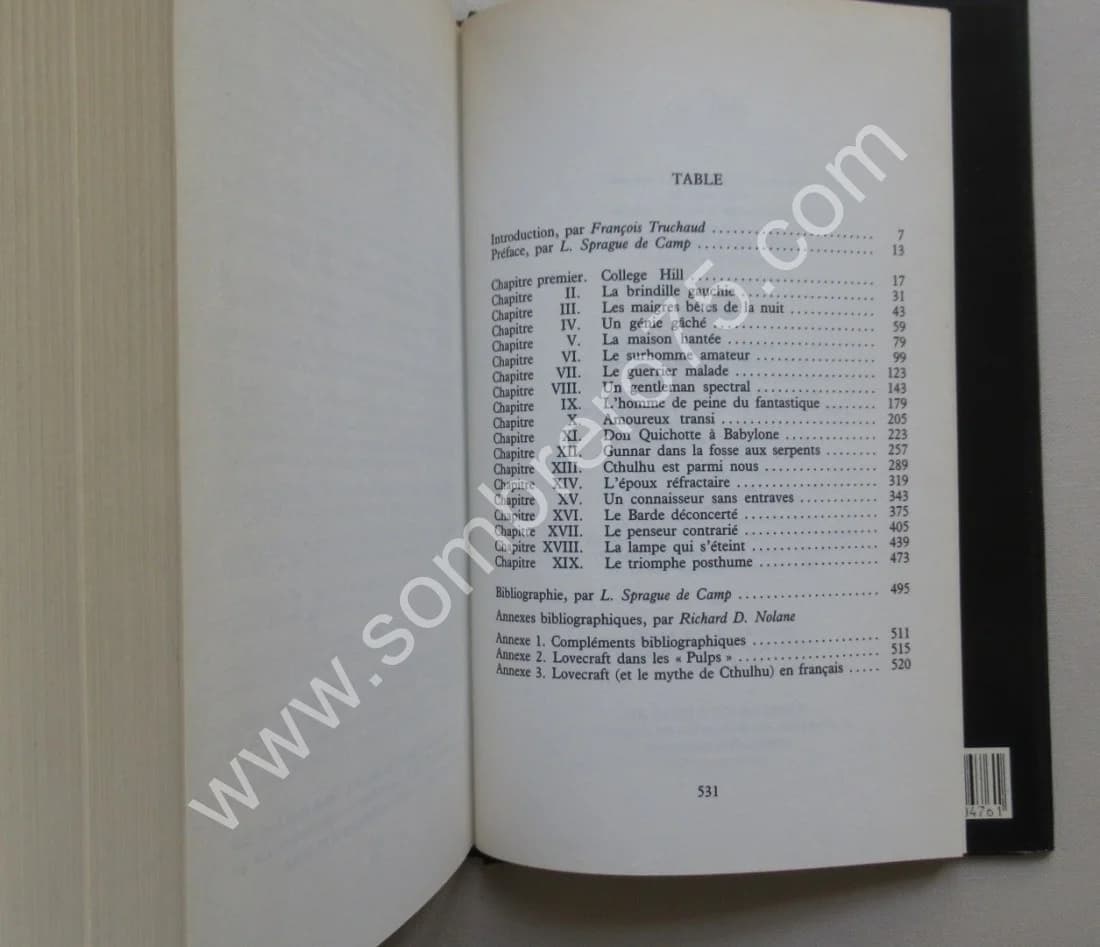 TABLE
Introduction, par François Truchaud .............................. 7
Préface, par L. Sprague de Camp .............................. 13
Chapitre premier. College Hill .............................. 17
Chapitre II. La brindille gauchie .............................. 31
Chapitre III. Les maigres bêtes de la nuit .............................. 43
Chapitre IV. Un génie gâché .............................. 59
Chapitre V. La maison hantée .............................. 79
Chapitre VI. Le surhomme amateur .............................. 99
Chapitre VII. Le guerrier malade .............................. 123
Chapitre VIII. Un gentleman spectral .............................. 143
Chapitre IX. L'homme de peine du fantastique ........ 179
Chapitre X. Amoureux transi .............................. 205
Chapitre XI. Don Quichotte à Babylone .............. 223
Chapitre XII. Gunnar dans la fosse aux serpents ........ 257
Chapitre XIII. Cthulhu est parmi nous .............................. 289
Chapitre XIV. L'époux réfractaire .............................. 319
Chapitre XV. Un connaisseur sans entraves ............ 343
Chapitre XVI. Le Barde déconcerté .............................. 375
Chapitre XVII. Le penseur contrarié .............................. 405
Chapitre XVIII. La lampe qui s'éteint .............................. 439
Chapitre XIX. Le triomphe posthume .............................. 473
Bibliographie, par L. Sprague de Camp .............................. 495
Annexes bibliographiques, par Richard D. Nolane
Annexe 1. Compléments bibliographiques .............................. 511
Annexe 2. Lovecraft dans les « Pulps » .............................. 515
Annexe 3. Lovecraft (et le mythe de Cthulhu) en français ..... 520
531
www.sombrero75.com